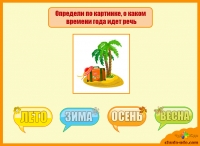 Определи по картинке, о каком
времени года идет речь
ЛЕТО ЗИМА ОСЕНЬ ВЕСНА